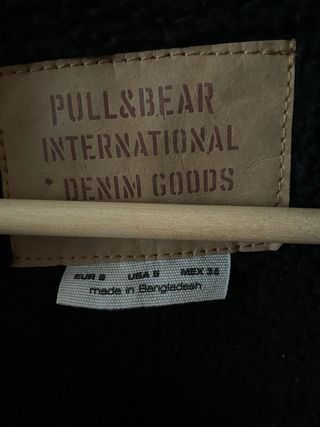 PULL&BEAR
INTERNATIONAL
* DENIM GOODS
EUR S USA S MEX 36
made in Bangladesh